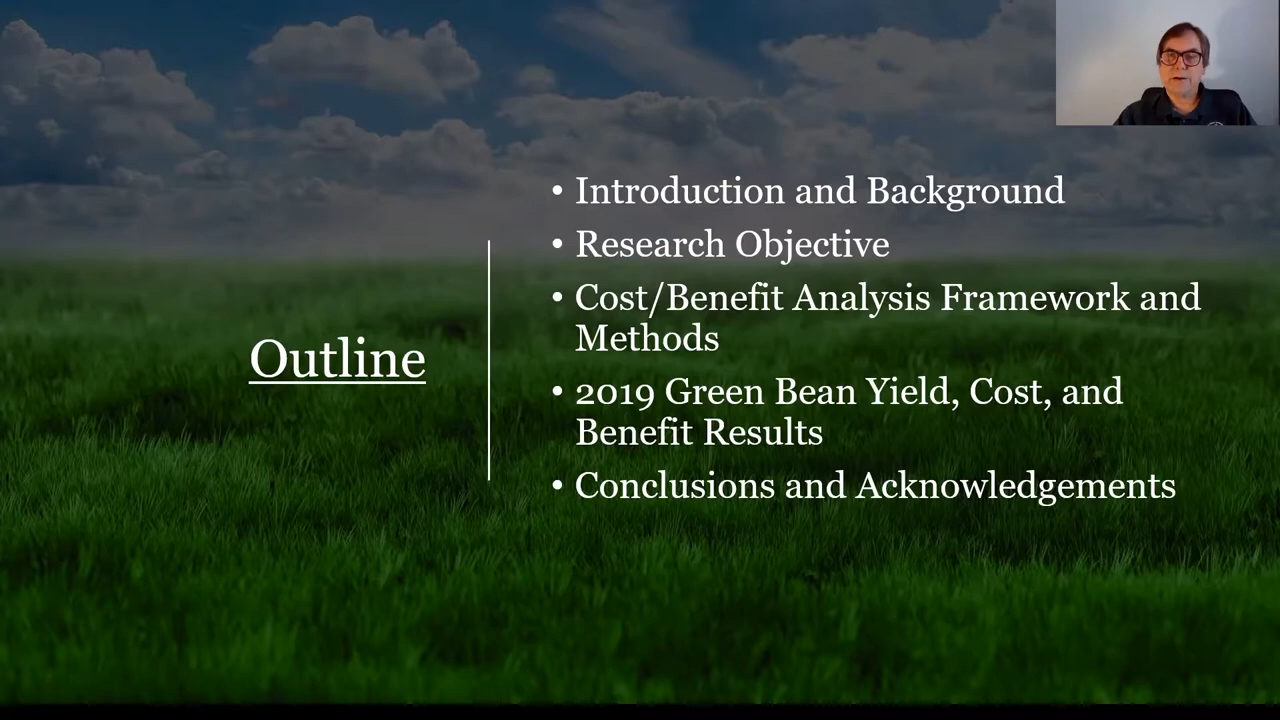 Outline
• Introduction and Background
• Research Objective
• Cost/Benefit Analysis Framework and
Methods
• 2019 Green Bean Yield, Cost, and
Benefit Results
• Conclusions and Acknowledgements